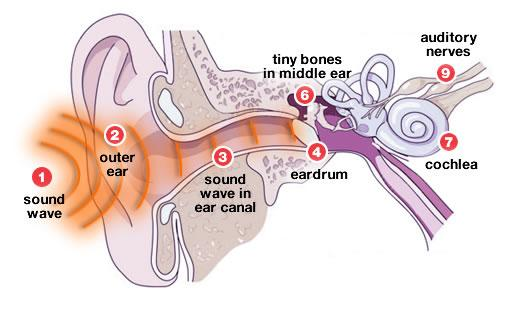 1
sound
wave
2
outer
ear
3
sound
wave in
ear canal
4
eardrum
tiny bones
in middle ear
6
7
cochlea
auditory
nerves
9